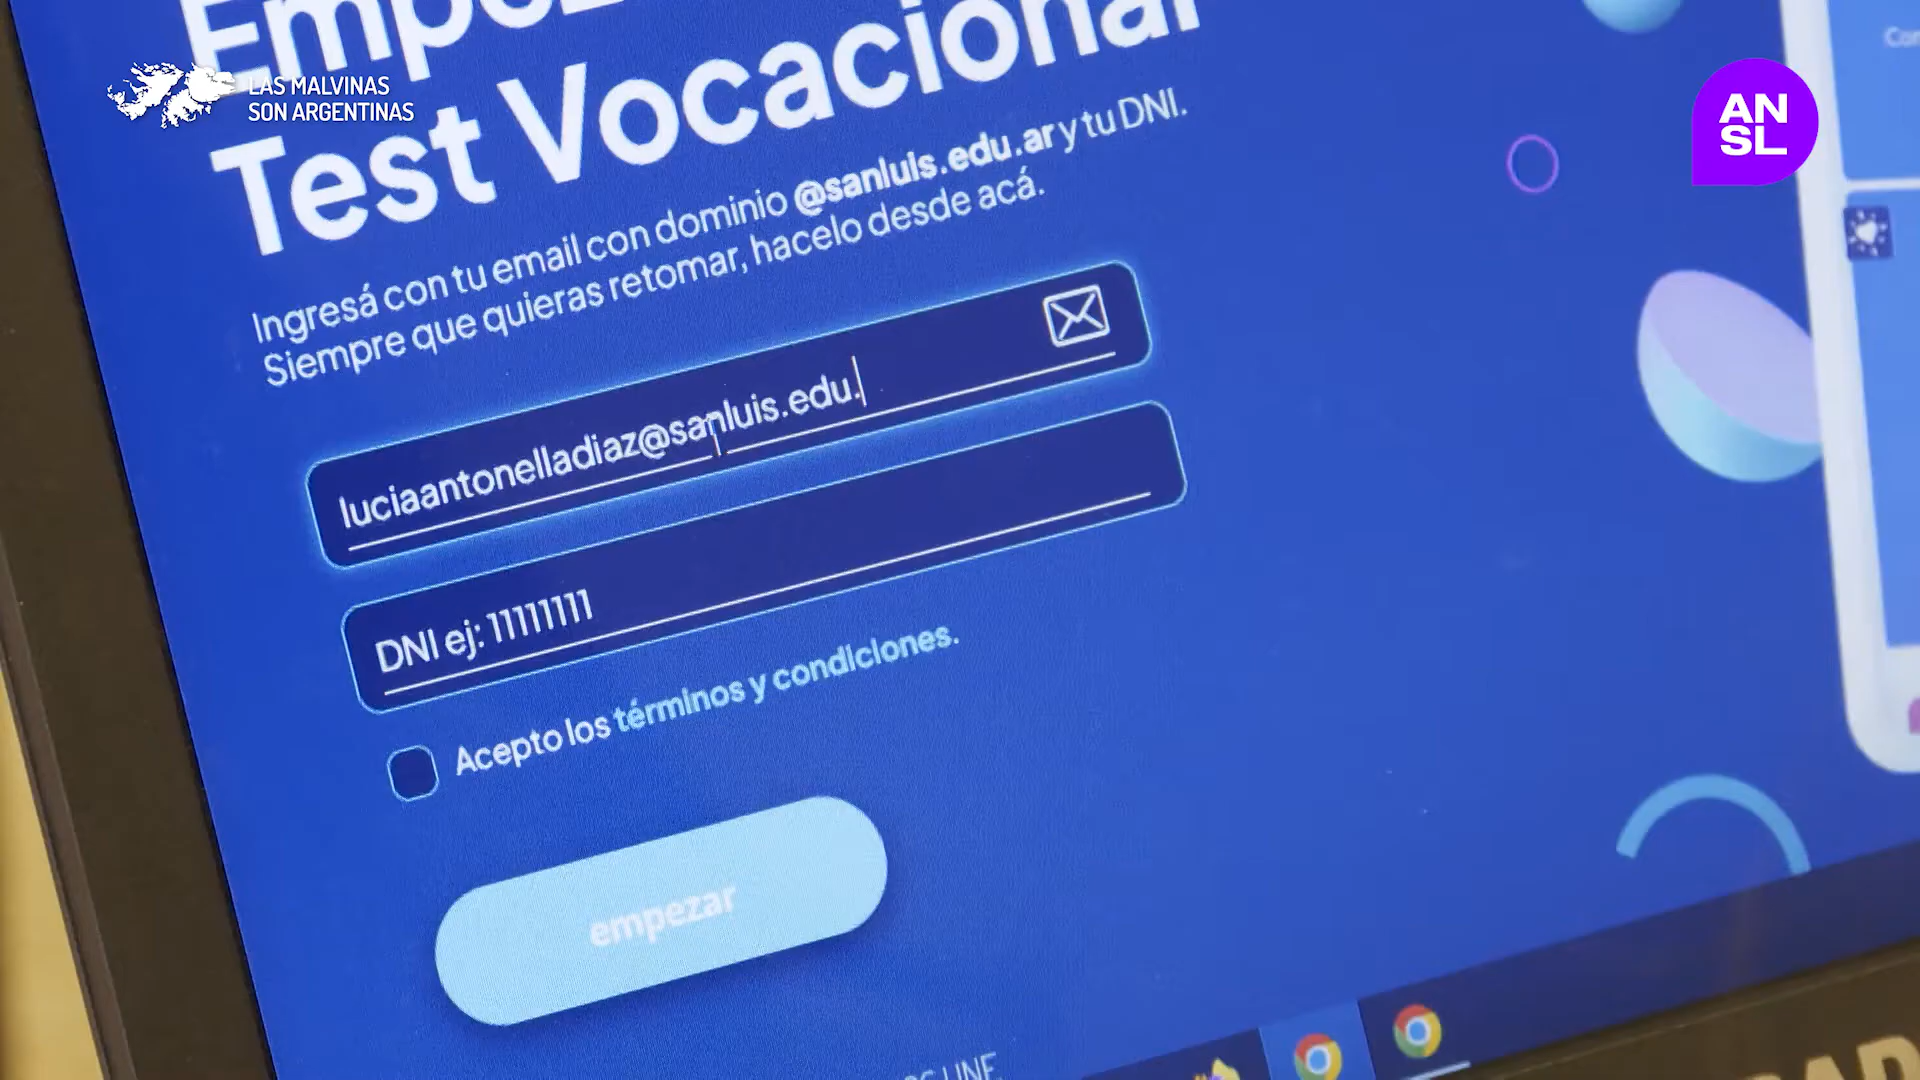 Test Vocacional
LAS MALVINAS
SON ARGENTINAS
AN
SL
Ingresá con tu email con dominio @sanluis.edu.ar y tu DNI.
Siempre que quieras retomar, hacelo desde acá.
luciaantonelladiaz@sanluis.edu.
DNI ej: 11111111
Acepto los términos y condiciones.
empezar